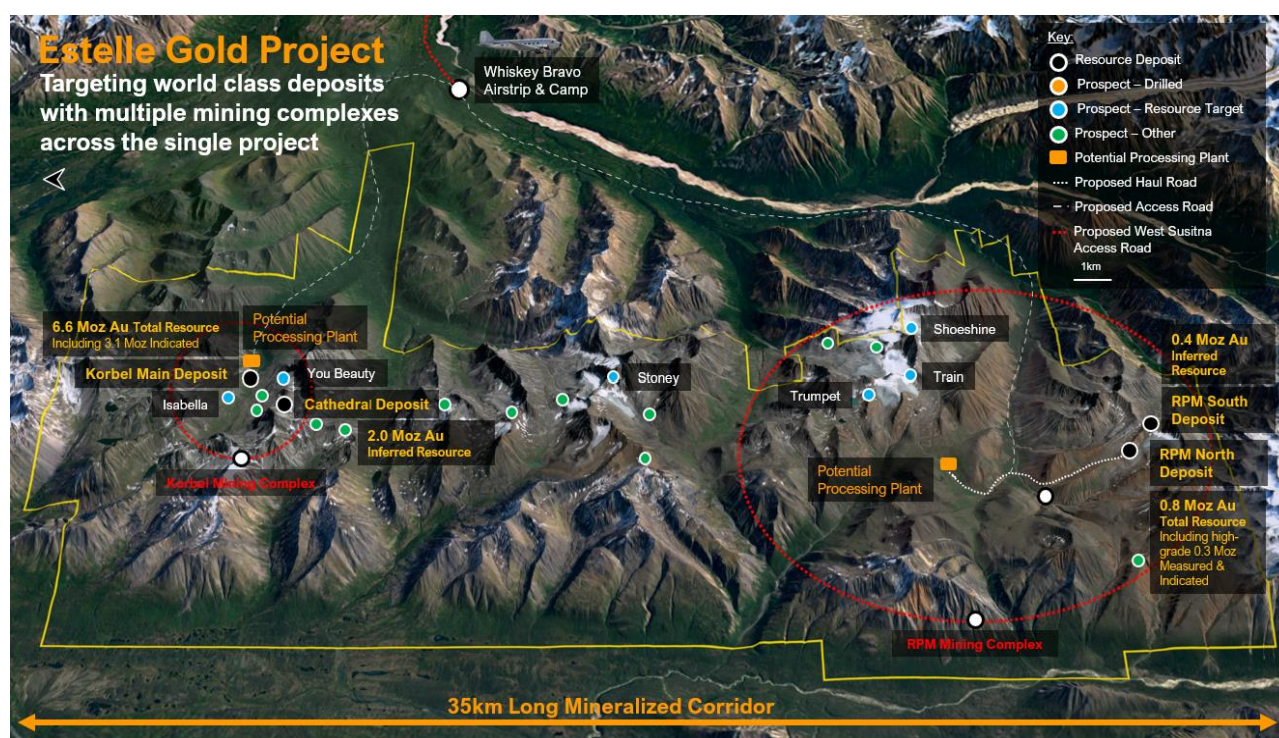 Estelle Gold Project
Targeting world class deposits
with multiple mining complexes
across the single project
Whiskey Bravo
Airstrip & Camp
Key:
Resource Deposit
Prospect – Drilled
Prospect – Resource Target
Prospect – Other
Potential Processing Plant
Proposed Haul Road
Proposed Access Road
Proposed West Susitna
Access Road
1km
6.6 Moz Au Total Resource
Including 3.1 Moz Indicated
Potential
Processing Plant
Korbel Main Deposit
You Beauty
Isabella
Cathedral Deposit
2.0 Moz Au
Inferred Resource
Korbel Mining Complex
Stoney
Shoeshine
Train
Trumpet
Potential
Processing Plant
0.4 Moz Au
Inferred
Resource
RPM South
Deposit
RPM North
Deposit
0.8 Moz Au
Total Resource
Including high-
grade 0.3 Moz
Measured &
Indicated
RPM Mining Complex
35km Long Mineralized Corridor